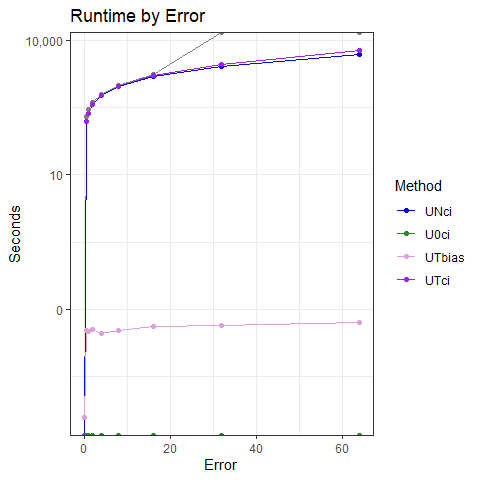 Runtime by Error
10,000
10
0
Seconds
0
20
40
60
Error
Method
UNci
U0ci
UTbias
UTci